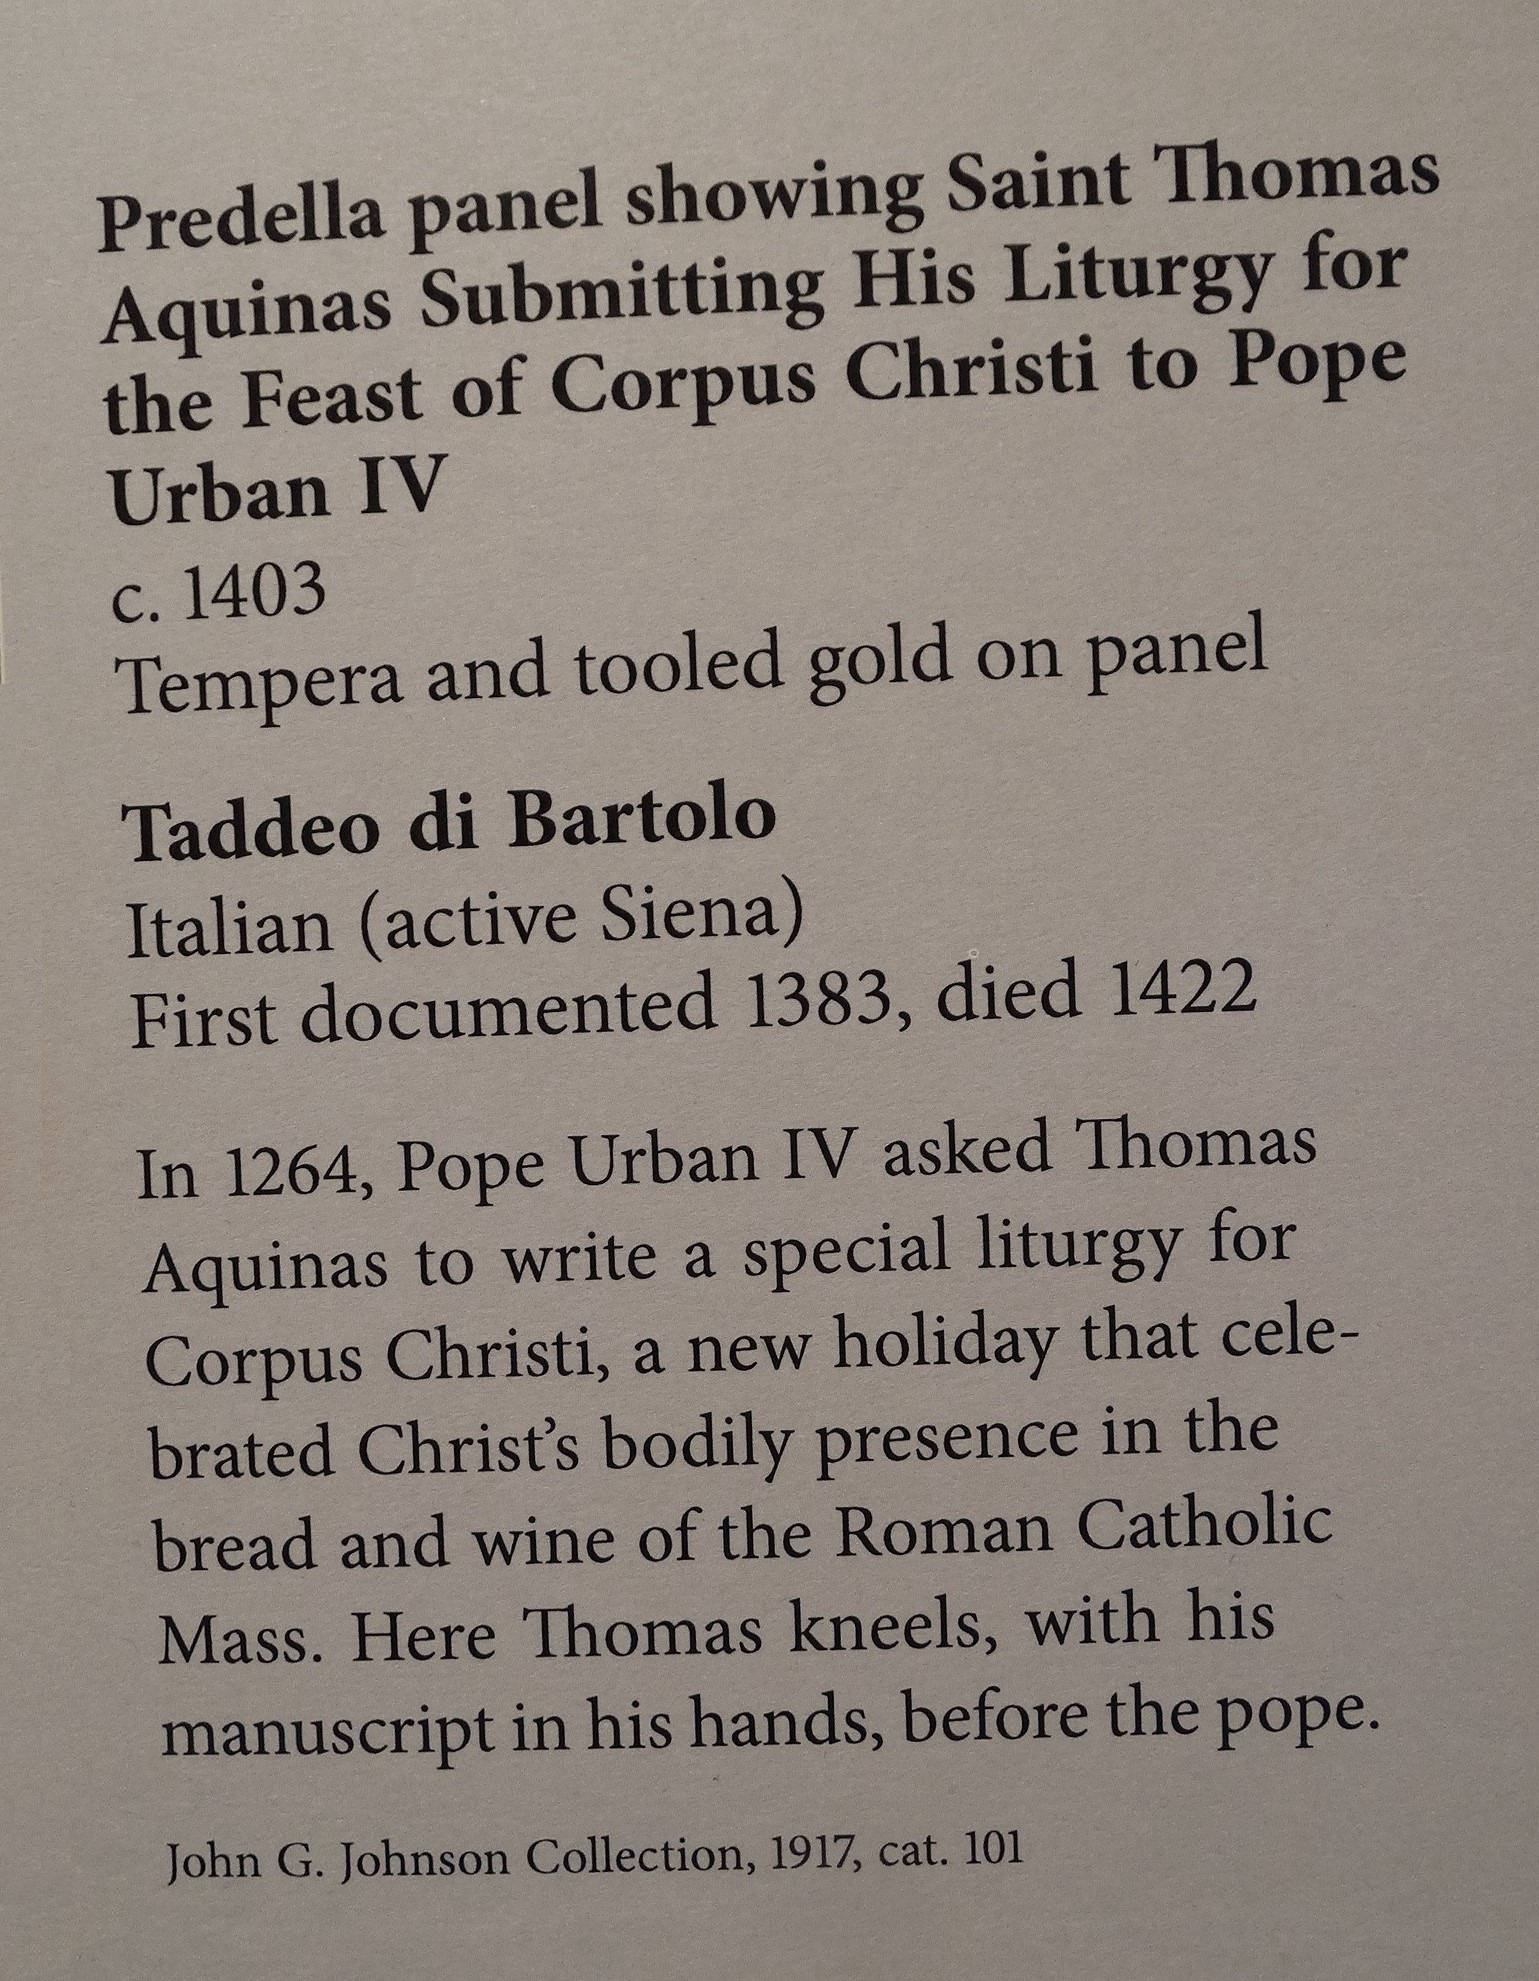 Predella panel showing Saint Thomas
Aquinas Submitting His Liturgy for
the Feast of Corpus Christi to Pope
Urban IV
c. 1403
Tempera and tooled gold on panel
Taddeo di Bartolo
Italian (active Siena)
First documented 1383, died 1422
In 1264, Pope Urban IV asked Thomas
Aquinas to write a special liturgy for
Corpus Christi, a new holiday that cele-
brated Christ’s bodily presence in the
bread and wine of the Roman Catholic
Mass. Here Thomas kneels, with his
manuscript in his hands, before the pope.
John G. Johnson Collection, 1917, cat. 101